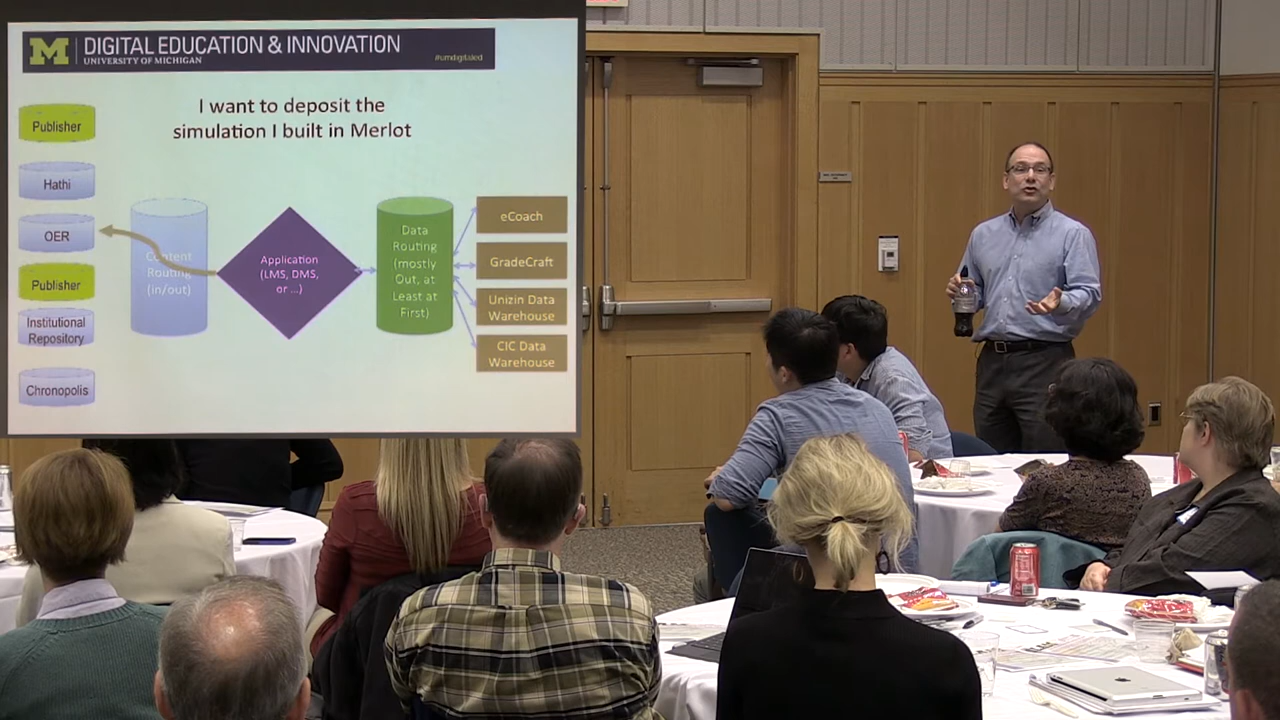 M DIGITAL EDUCATION & INNOVATION
UNIVERSITY OF MICHIGAN
#umdigitaled
I want to deposit the
simulation I built in Merlot
Publisher
Hathi
OER
Publisher
Institutional
Repository
Chronopolis
Content
Routing
(in/out)
Application
(LMS, DMS,
or ...)
Data
Routing
(mostly
Out, at
Least at
First)
eCoach
GradeCraft
Unizin Data
Warehouse
CIC Data
Warehouse